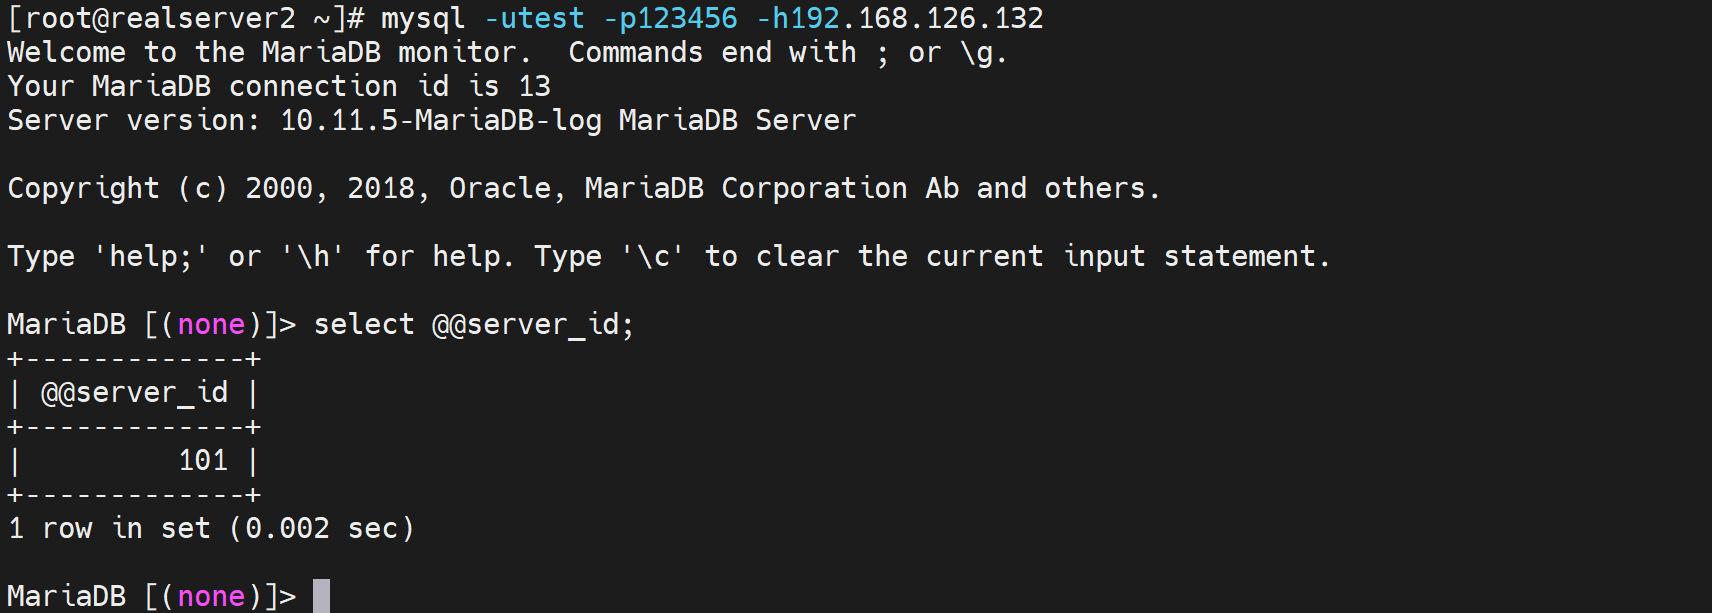 [root@realserver2 ~]# mysql -utest -p123456 -h192.168.126.132
Welcome to the MariaDB monitor.  Commands end with ; or \g.
Your MariaDB connection id is 13
Server version: 10.11.5-MariaDB-log MariaDB Server

Copyright (c) 2000, 2018, Oracle, MariaDB Corporation Ab and others.

Type 'help;' or '\h' for help. Type '\c' to clear the current input statement.

MariaDB [(none)]> select @@server_id;
+-------------+
| @@server_id |
+-------------+
|         101 |
+-------------+
1 row in set (0.002 sec)

MariaDB [(none)]>